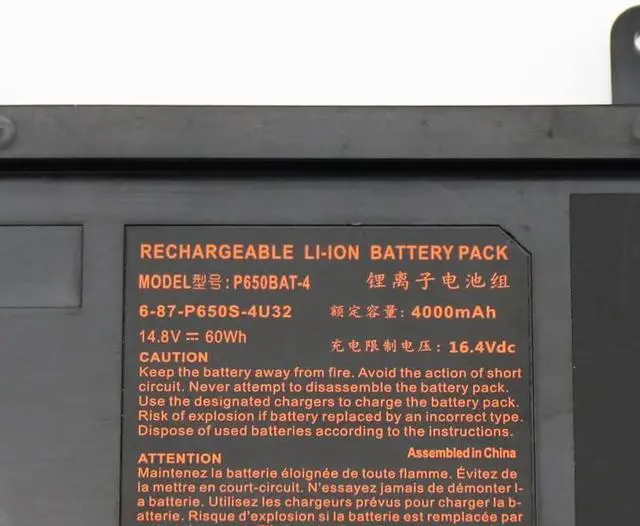 RECHARGEABLE LI-ION BATTERY PACK
MODEL型号: P650BAT-4 锂离子电池组
6-87-P650S-4U32 额定容量: 4000mAh
14.8V⎓60Wh 充电限制电压: 16.4Vdc
CAUTION
Keep the battery away from fire. Avoid the action of short
circuit. Never attempt to disassemble the battery pack.
Use the designated chargers to charge the battery pack.
Risk of explosion if battery replaced by an incorrect type.
Dispose of used batteries according to the instructions.
Assembled in China
ATTENTION
Maintenez la batterie éloignée de toute flamme. Évitez de
la mettre en court-circuit. N'essayez jamais de démonter l-
a batterie. Utilisez les chargeurs prévus pour charger la b-
atterie. Risque d'explosion si la batterie est remplacée par